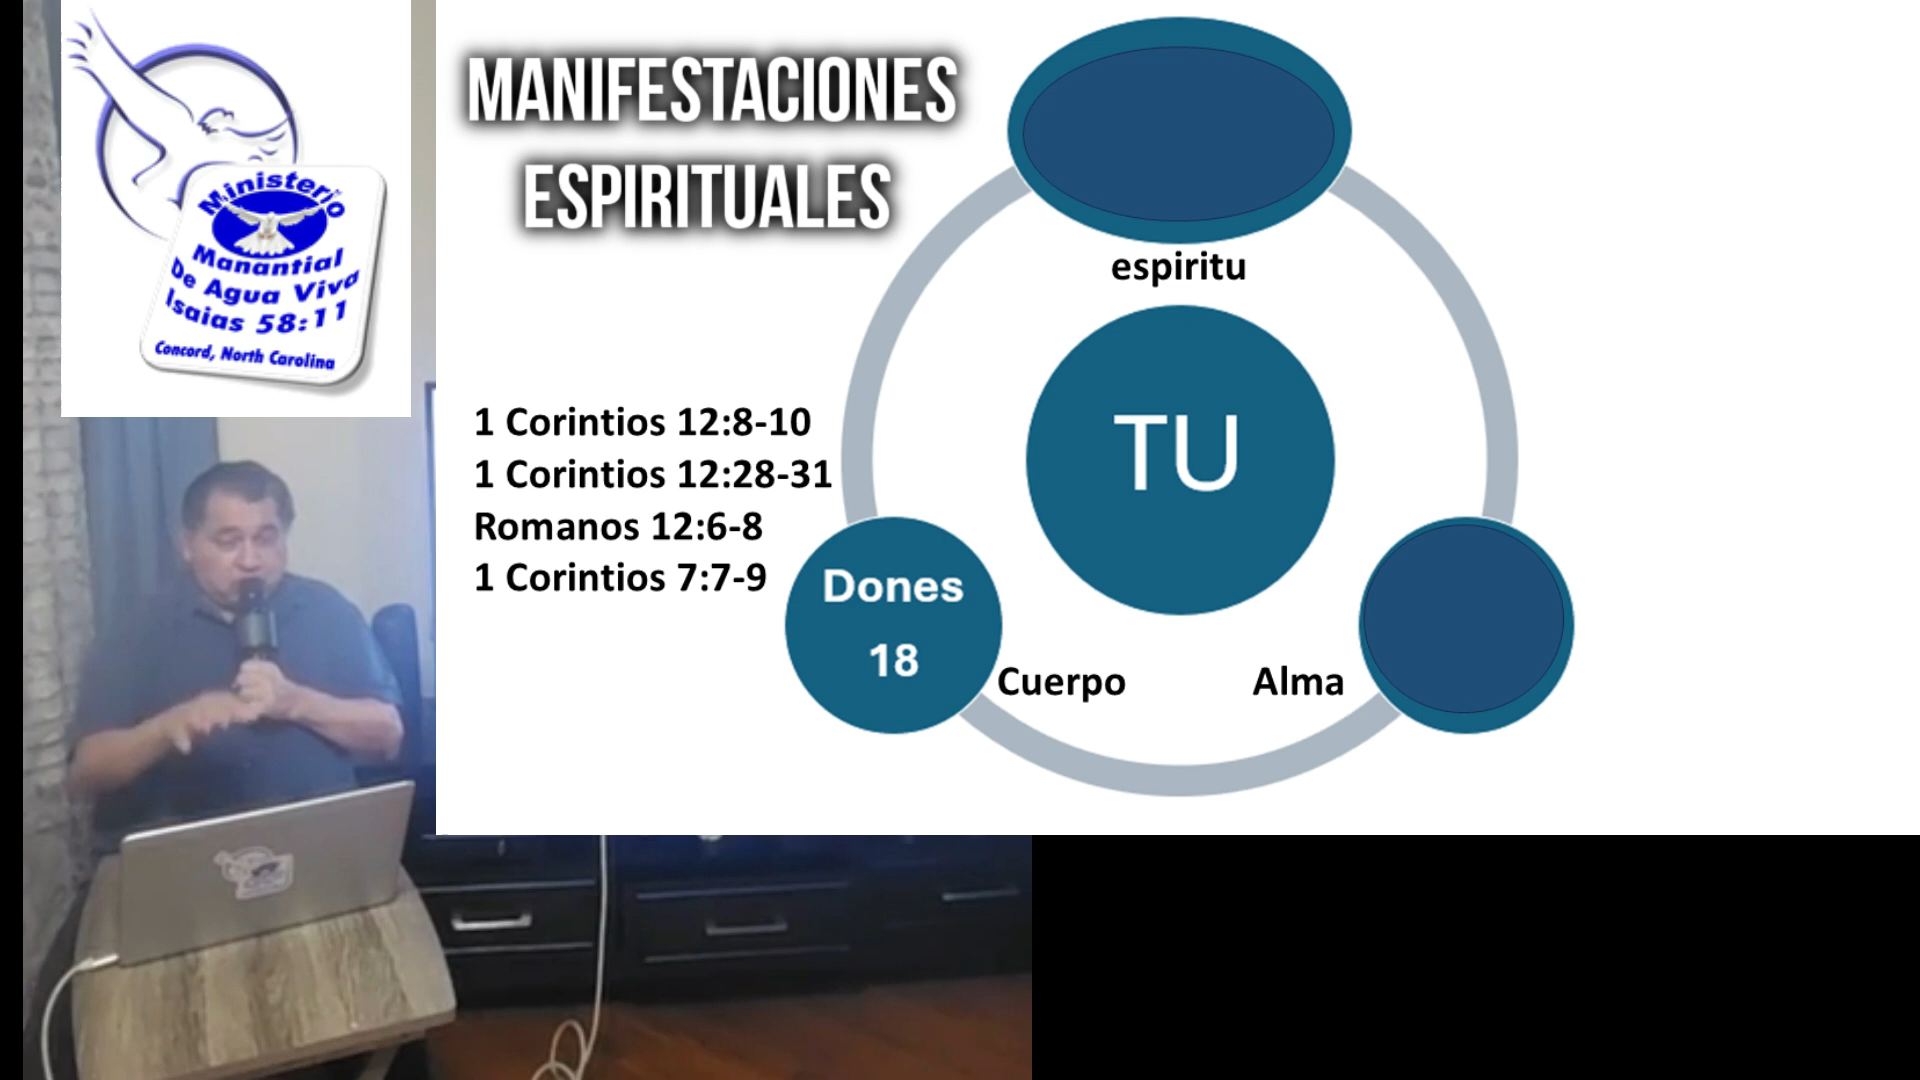 Ministerio
Manantial
De Agua Viva
Isaias 58:11
Concord, North Carolina
MANIFESTACIONES
ESPIRITUALES
espiritu
TU
1 Corintios 12:8-10
1 Corintios 12:28-31
Romanos 12:6-8
1 Corintios 7:7-9
Dones
18
Cuerpo
Alma